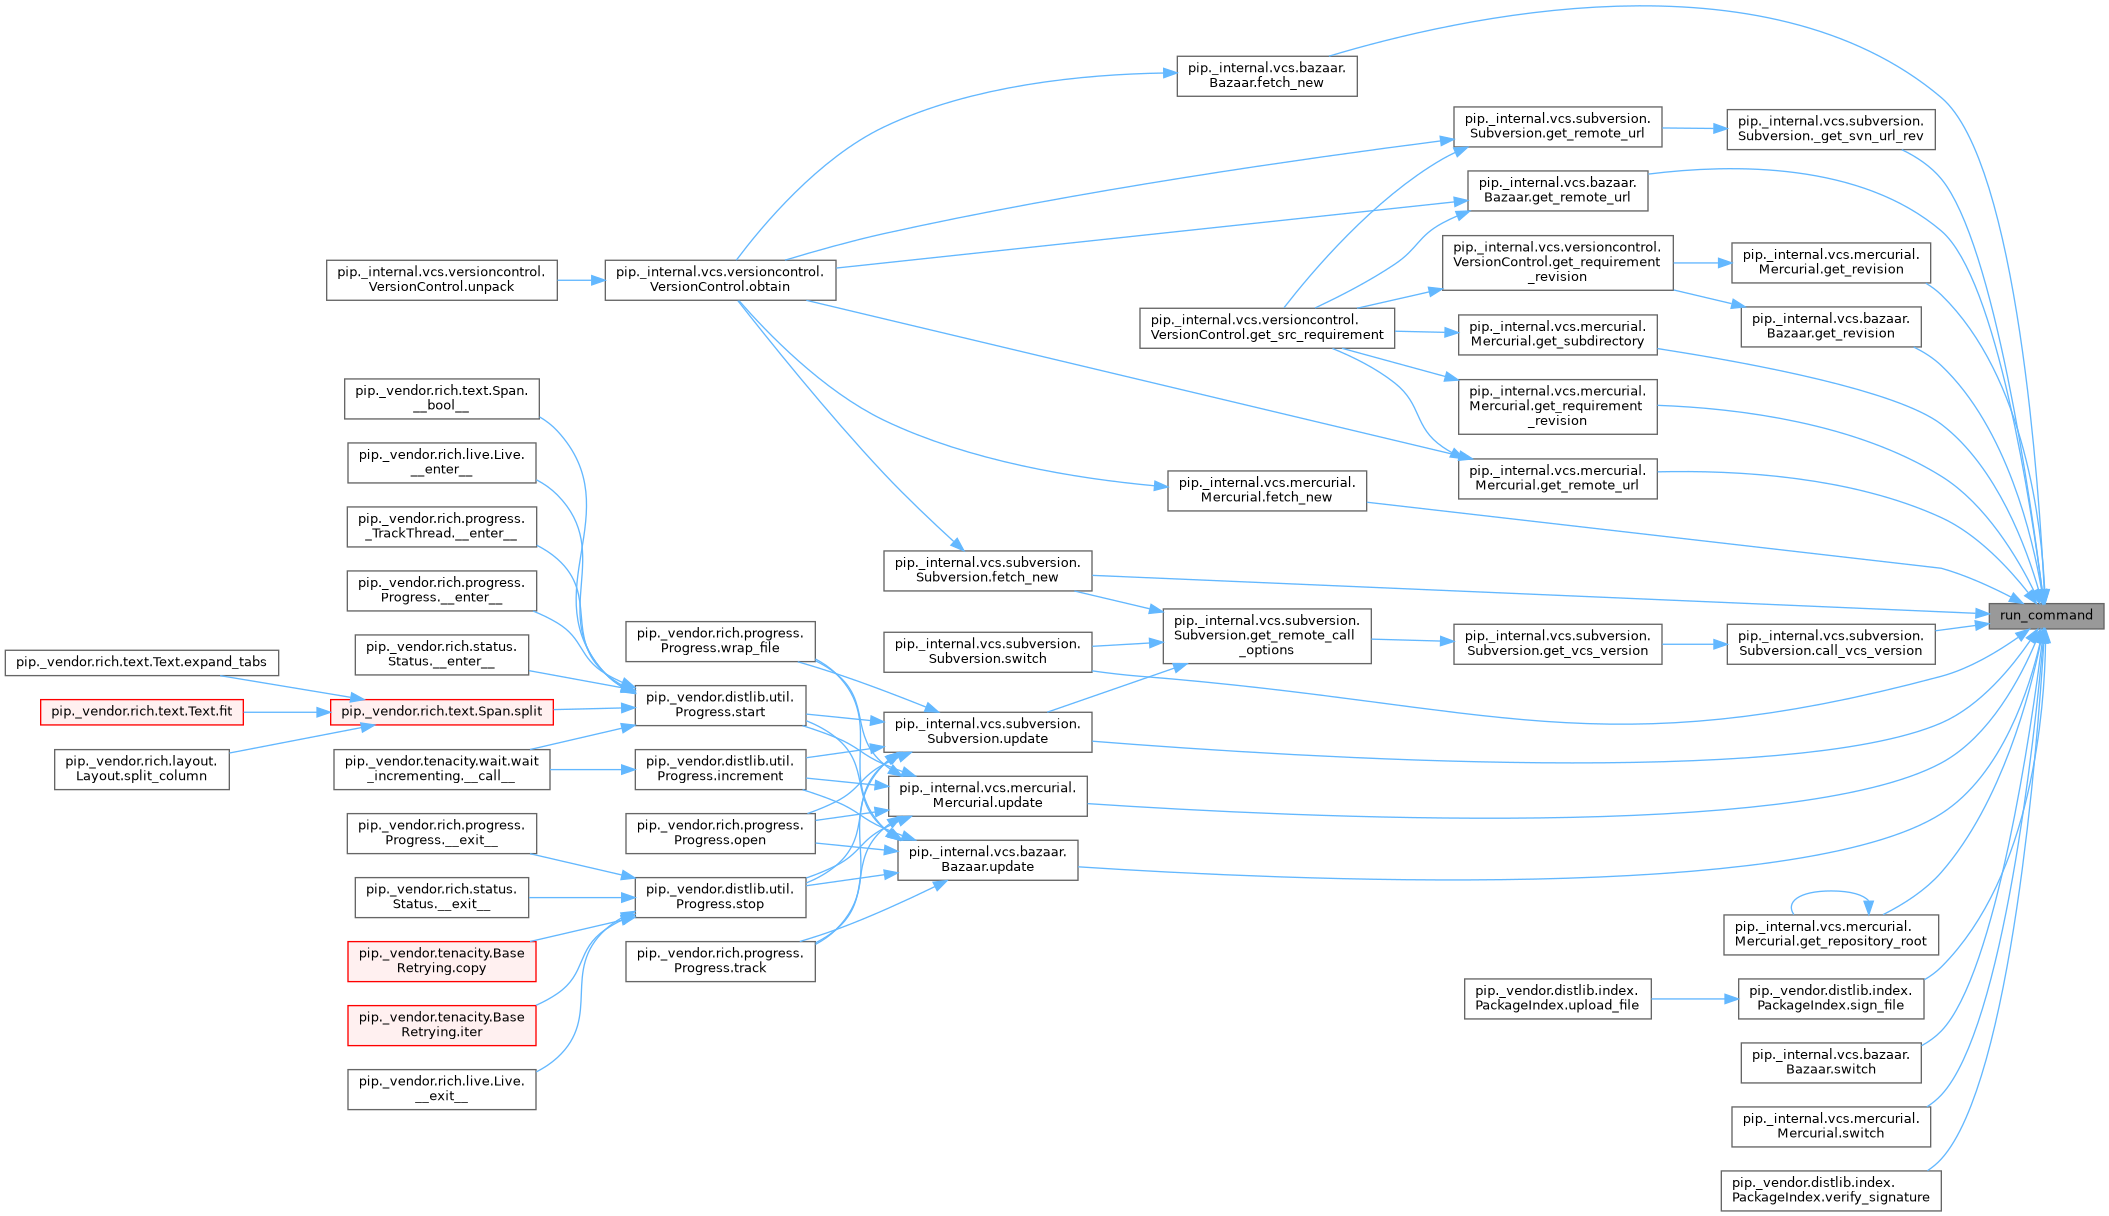 pip._internal.vcs.bazaar.
Bazaar.fetch_new
pip._internal.vcs.subversion.
Subversion.get_remote_url
pip._internal.vcs.subversion.
Subversion._get_svn_url_rev
pip._internal.vcs.bazaar.
Bazaar.get_remote_url
pip._internal.vcs.versioncontrol.
VersionControl.get_requirement
_revision
pip._internal.vcs.mercurial.
Mercurial.get_revision
pip._internal.vcs.versioncontrol.
VersionControl.unpack
pip._internal.vcs.versioncontrol.
VersionControl.obtain
pip._internal.vcs.versioncontrol.
VersionControl.get_src_requirement
pip._internal.vcs.mercurial.
Mercurial.get_subdirectory
pip._internal.vcs.bazaar.
Bazaar.get_revision
pip._vendor.rich.text.Span.
__bool__
pip._internal.vcs.mercurial.
Mercurial.get_requirement
_revision
pip._vendor.rich.live.Live.
__enter__
pip._internal.vcs.mercurial.
Mercurial.fetch_new
pip._internal.vcs.mercurial.
Mercurial.get_remote_url
pip._vendor.rich.progress.
_TrackThread.__enter__
pip._internal.vcs.subversion.
Subversion.fetch_new
pip._vendor.rich.progress.
Progress.__enter__
run_command
pip._vendor.rich.status.
Status.__enter__
pip._vendor.rich.progress.
Progress.wrap_file
pip._internal.vcs.subversion.
Subversion.switch
pip._internal.vcs.subversion.
Subversion.get_remote_call
_options
pip._internal.vcs.subversion.
Subversion.get_vcs_version
pip._internal.vcs.subversion.
Subversion.call_vcs_version
pip._vendor.rich.text.Text.expand_tabs
pip._vendor.rich.text.Text.fit
pip._vendor.rich.text.Span.split
pip._vendor.distlib.util.
Progress.start
pip._internal.vcs.subversion.
Subversion.update
pip._vendor.rich.layout.
Layout.split_column
pip._vendor.tenacity.wait.wait
_incrementing.__call__
pip._vendor.distlib.util.
Progress.increment
pip._internal.vcs.mercurial.
Mercurial.update
pip._vendor.rich.progress.
Progress.__exit__
pip._vendor.rich.progress.
Progress.open
pip._internal.vcs.bazaar.
Bazaar.update
pip._vendor.rich.status.
Status.__exit__
pip._vendor.distlib.util.
Progress.stop
pip._internal.vcs.mercurial.
Mercurial.get_repository_root
pip._vendor.tenacity.Base
Retrying.copy
pip._vendor.rich.progress.
Progress.track
pip._vendor.distlib.index.
PackageIndex.upload_file
pip._vendor.distlib.index.
PackageIndex.sign_file
pip._vendor.tenacity.Base
Retrying.iter
pip._internal.vcs.bazaar.
Bazaar.switch
pip._vendor.rich.live.Live.
__exit__
pip._internal.vcs.mercurial.
Mercurial.switch
pip._vendor.distlib.index.
PackageIndex.verify_signature